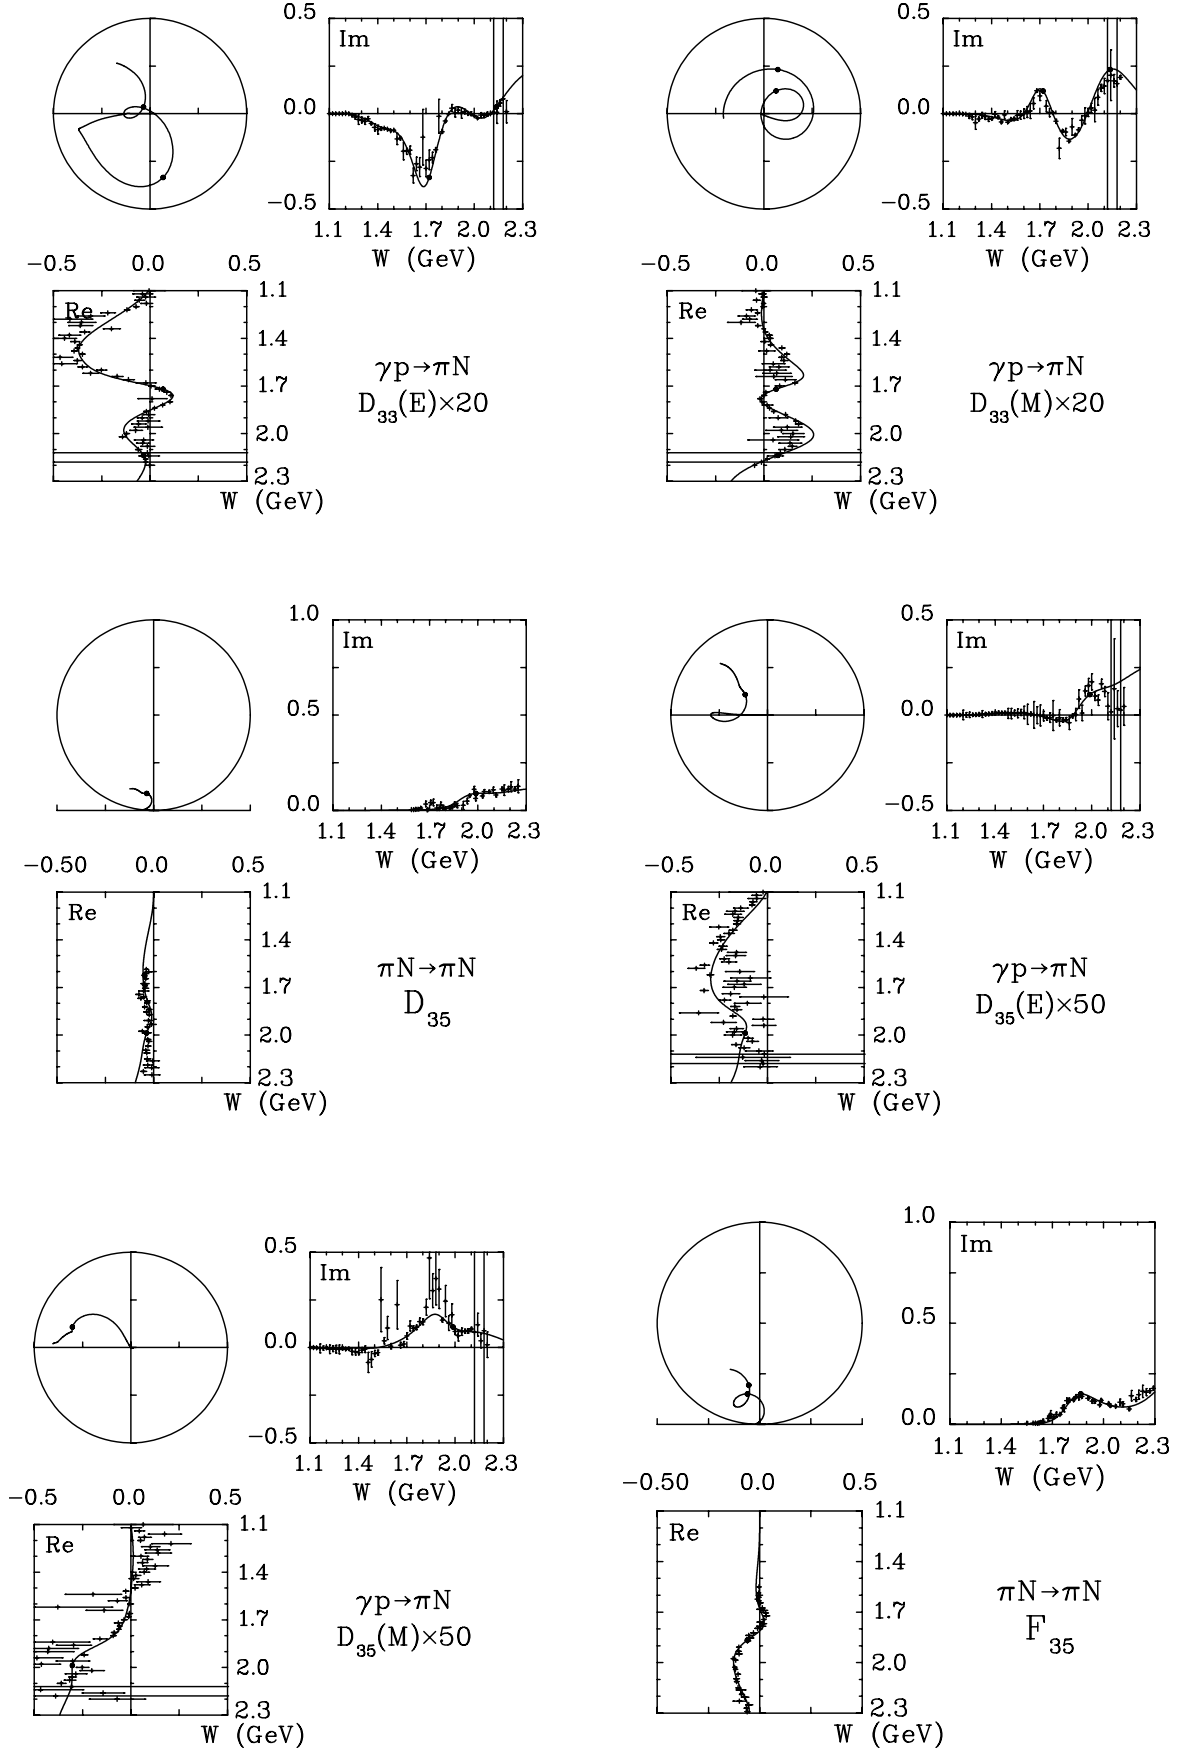 0.5
Im
0.0
−0.5
1.1 1.4 1.7 2.0 2.3
W (GeV)
−0.5 0.0 0.5
Re
1.1
1.4
1.7
2.0
2.3
W (GeV)
γp→πN
D33(E)×20
0.5
Im
0.0
−0.5
1.1 1.4 1.7 2.0 2.3
W (GeV)
−0.5 0.0 0.5
Re
1.1
1.4
1.7
2.0
2.3
W (GeV)
γp→πN
D33(M)×20
1.0
Im
0.5
0.0
1.1 1.4 1.7 2.0 2.3
W (GeV)
−0.50 0.0 0.5
Re
1.1
1.4
1.7
2.0
2.3
W (GeV)
πN→πN
D35
0.5
Im
0.0
−0.5
1.1 1.4 1.7 2.0 2.3
W (GeV)
−0.5 0.0 0.5
Re
1.1
1.4
1.7
2.0
2.3
W (GeV)
γp→πN
D35(E)×50
0.5
Im
0.0
−0.5
1.1 1.4 1.7 2.0 2.3
W (GeV)
−0.5 0.0 0.5
Re
1.1
1.4
1.7
2.0
2.3
W (GeV)
γp→πN
D35(M)×50
1.0
Im
0.5
0.0
1.1 1.4 1.7 2.0 2.3
W (GeV)
−0.50 0.0 0.5
Re
1.1
1.4
1.7
2.0
2.3
W (GeV)
πN→πN
F35